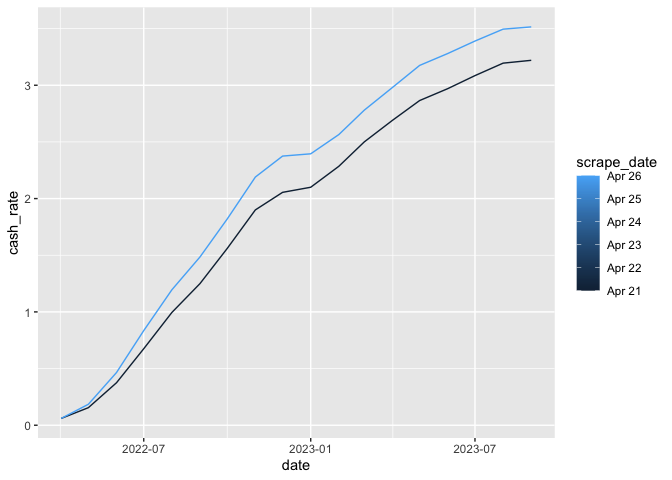 cash_rate
3
2
1
0
2022-07
2023-01
2023-07
date
scrape_date
Apr 26
Apr 25
Apr 24
Apr 23
Apr 22
Apr 21